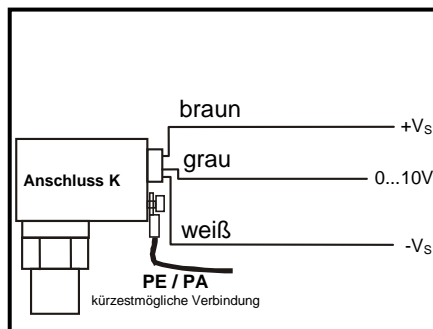 braun
+VS
grau
0...10V
Anschluss K
weiß
-VS
PE / PA
kürzestmögliche Verbindung